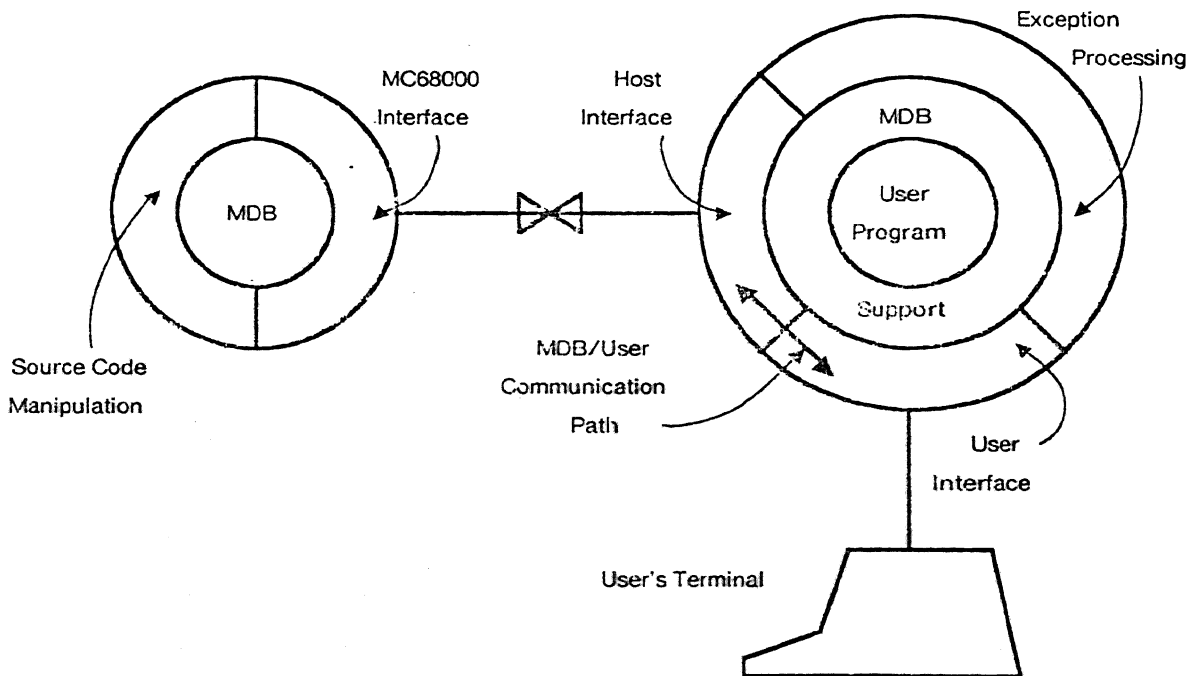 Exception
Processing
MC68000
Interface
Host
Interface
MDB
User
Program
Support
MDB
Source Code
Manipulation
MDB/User
Communication
Path
User
Interface
User's Terminal